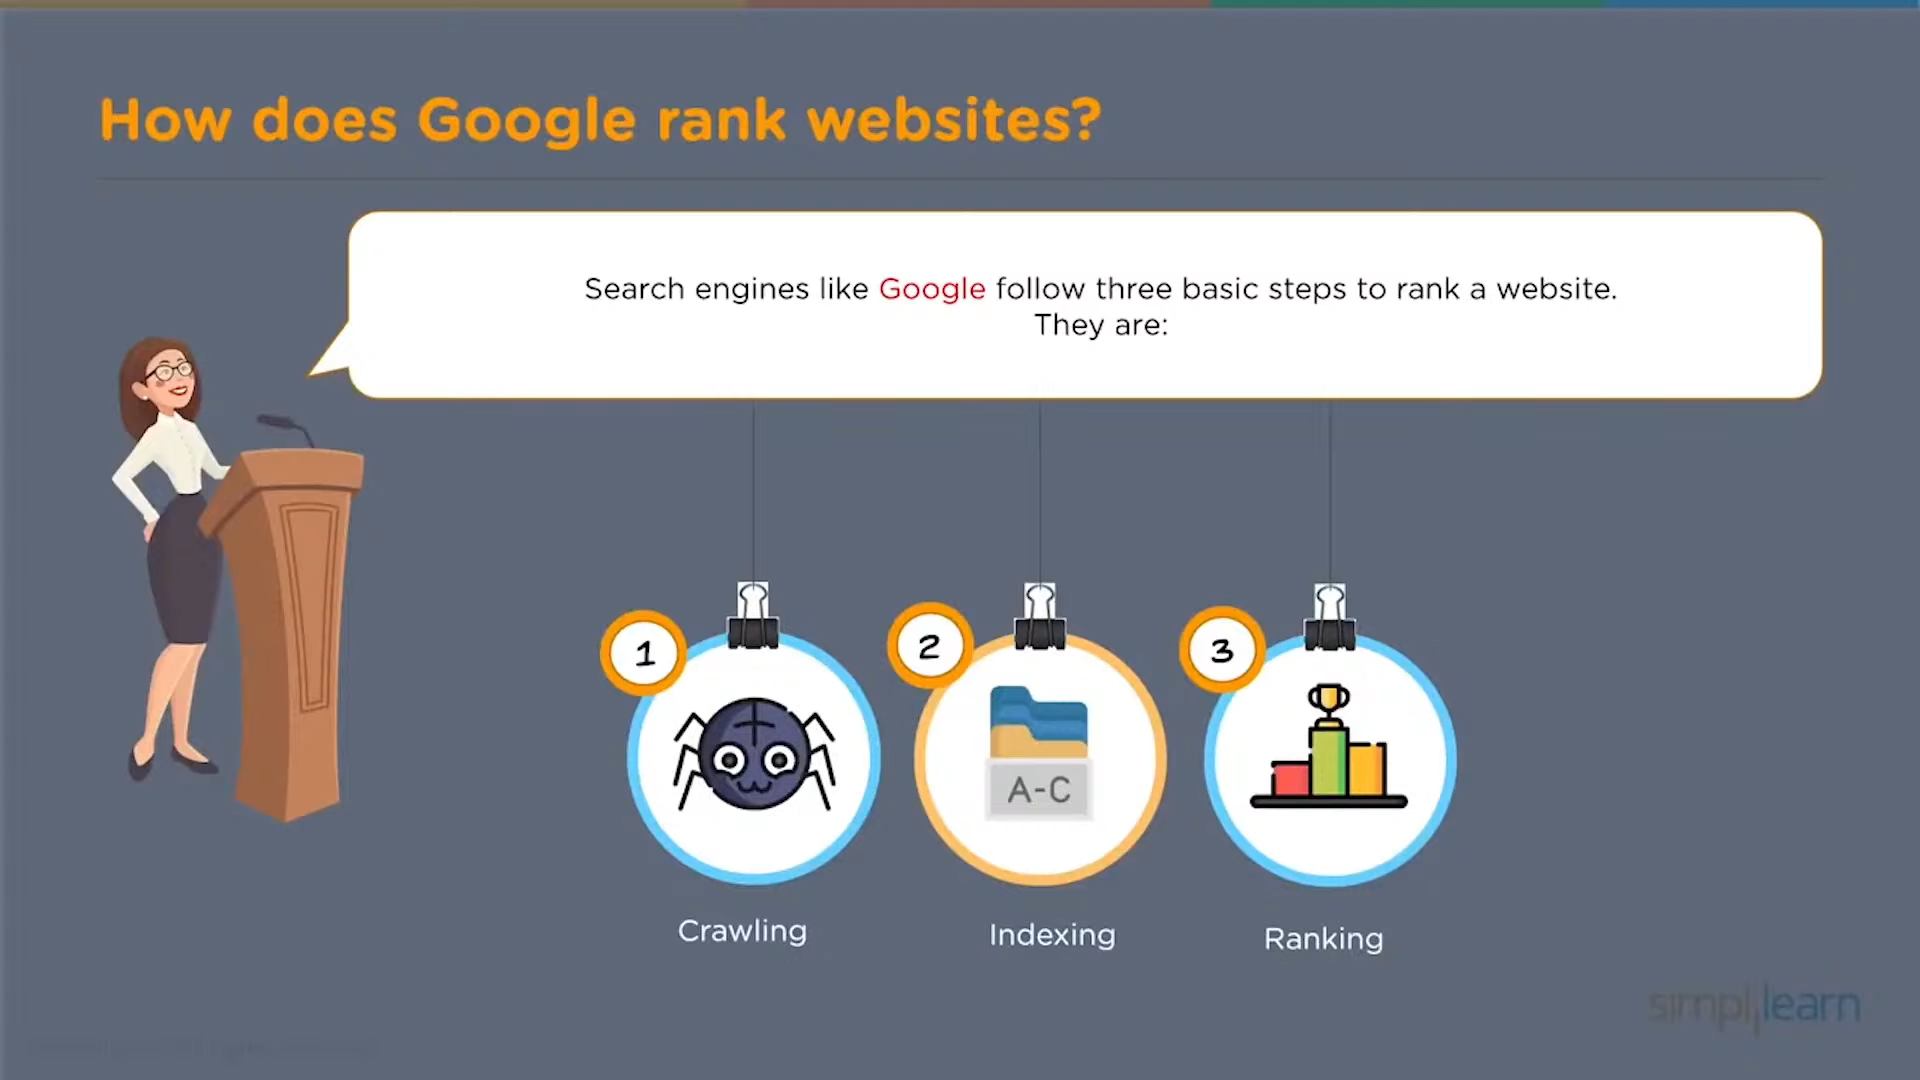 How does Google rank websites?
Search engines like Google follow three basic steps to rank a website.
They are:
1
2
3
A-C
Crawling
Indexing
Ranking
simplilearn